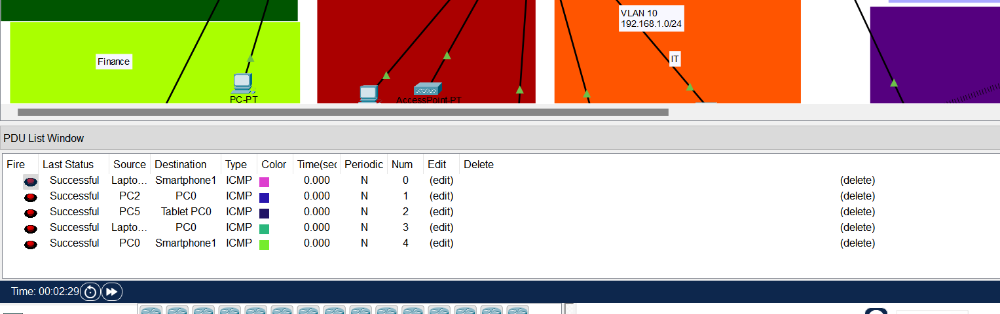 VLAN 10
192.168.1.0/24
Finance
IT
PC-PT
AccessPoint-PT
PDU List Window
Fire Last Status Source Destination Type Color Time(sec Periodic Num Edit Delete
Successful Lapto... Smartphone1 ICMP 0.000 N 0 (edit) (delete)
Successful PC2 PC0 ICMP 0.000 N 1 (edit) (delete)
Successful PC5 Tablet PC0 ICMP 0.000 N 2 (edit) (delete)
Successful Lapto... PC0 ICMP 0.000 N 3 (edit) (delete)
Successful PC0 Smartphone1 ICMP 0.000 N 4 (edit) (delete)
Time: 00:02:29